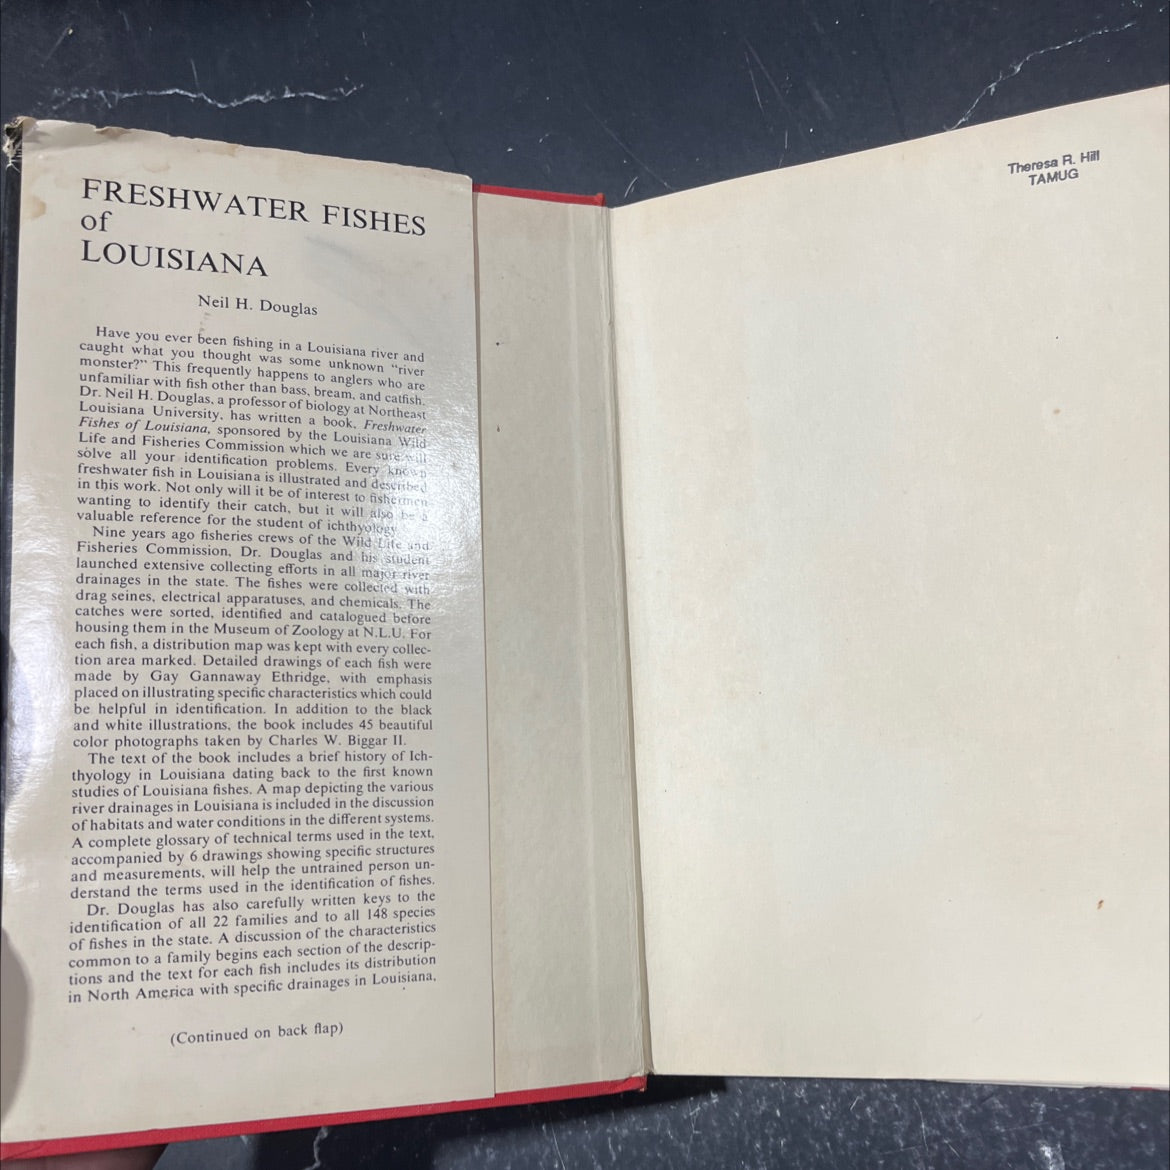 FRESHWATER FISHES
of
LOUISIANA
Neil H. Douglas
Have you ever been fishing in a Louisiana river and
caught what you thought was some unknown “river
monster?” This frequently happens to anglers who are
unfamiliar with fish other than bass, bream, and catfish.
Dr. Neil H. Douglas, a professor of biology at Northeast
Louisiana University, has written a book, Freshwater
Fishes of Louisiana, sponsored by the Louisiana Wild
Life and Fisheries Commission which we are sure will
solve all your identification problems. Every known
freshwater fish in Louisiana is illustrated and described
in this work. Not only will it be of interest to fishermen
wanting to identify their catch, but it will also be a
valuable reference for the student of ichthyology.
Nine years ago fisheries crews of the Wild Life and
Fisheries Commission, Dr. Douglas and his student
launched extensive collecting efforts in all major river
drainages in the state. The fishes were collected with
drag seines, electrical apparatuses, and chemicals. The
catches were sorted, identified and catalogued before
housing them in the Museum of Zoology at N.L.U. For
each fish, a distribution map was kept with every collec-
tion area marked. Detailed drawings of each fish were
made by Gay Gannaway Ethridge, with emphasis
placed on illustrating specific characteristics which could
be helpful in identification. In addition to the black
and white illustrations, the book includes 45 beautiful
color photographs taken by Charles W. Biggar II.
The text of the book includes a brief history of Ich-
thyology in Louisiana dating back to the first known
studies of Louisiana fishes. A map depicting the various
river drainages in Louisiana is included in the discussion
of habitats and water conditions in the different systems.
A complete glossary of technical terms used in the text,
accompanied by 6 drawings showing specific structures
and measurements, will help the untrained person un-
derstand the terms used in the identification of fishes.
Dr. Douglas has also carefully written keys to the
identification of all 22 families and to all 148 species
of fishes in the state. A discussion of the characteristics
common to a family begins each section of the descrip-
tions and the text for each fish includes its distribution
in North America with specific drainages in Louisiana.
(Continued on back flap)
Theresa R. Hill
TAMUG